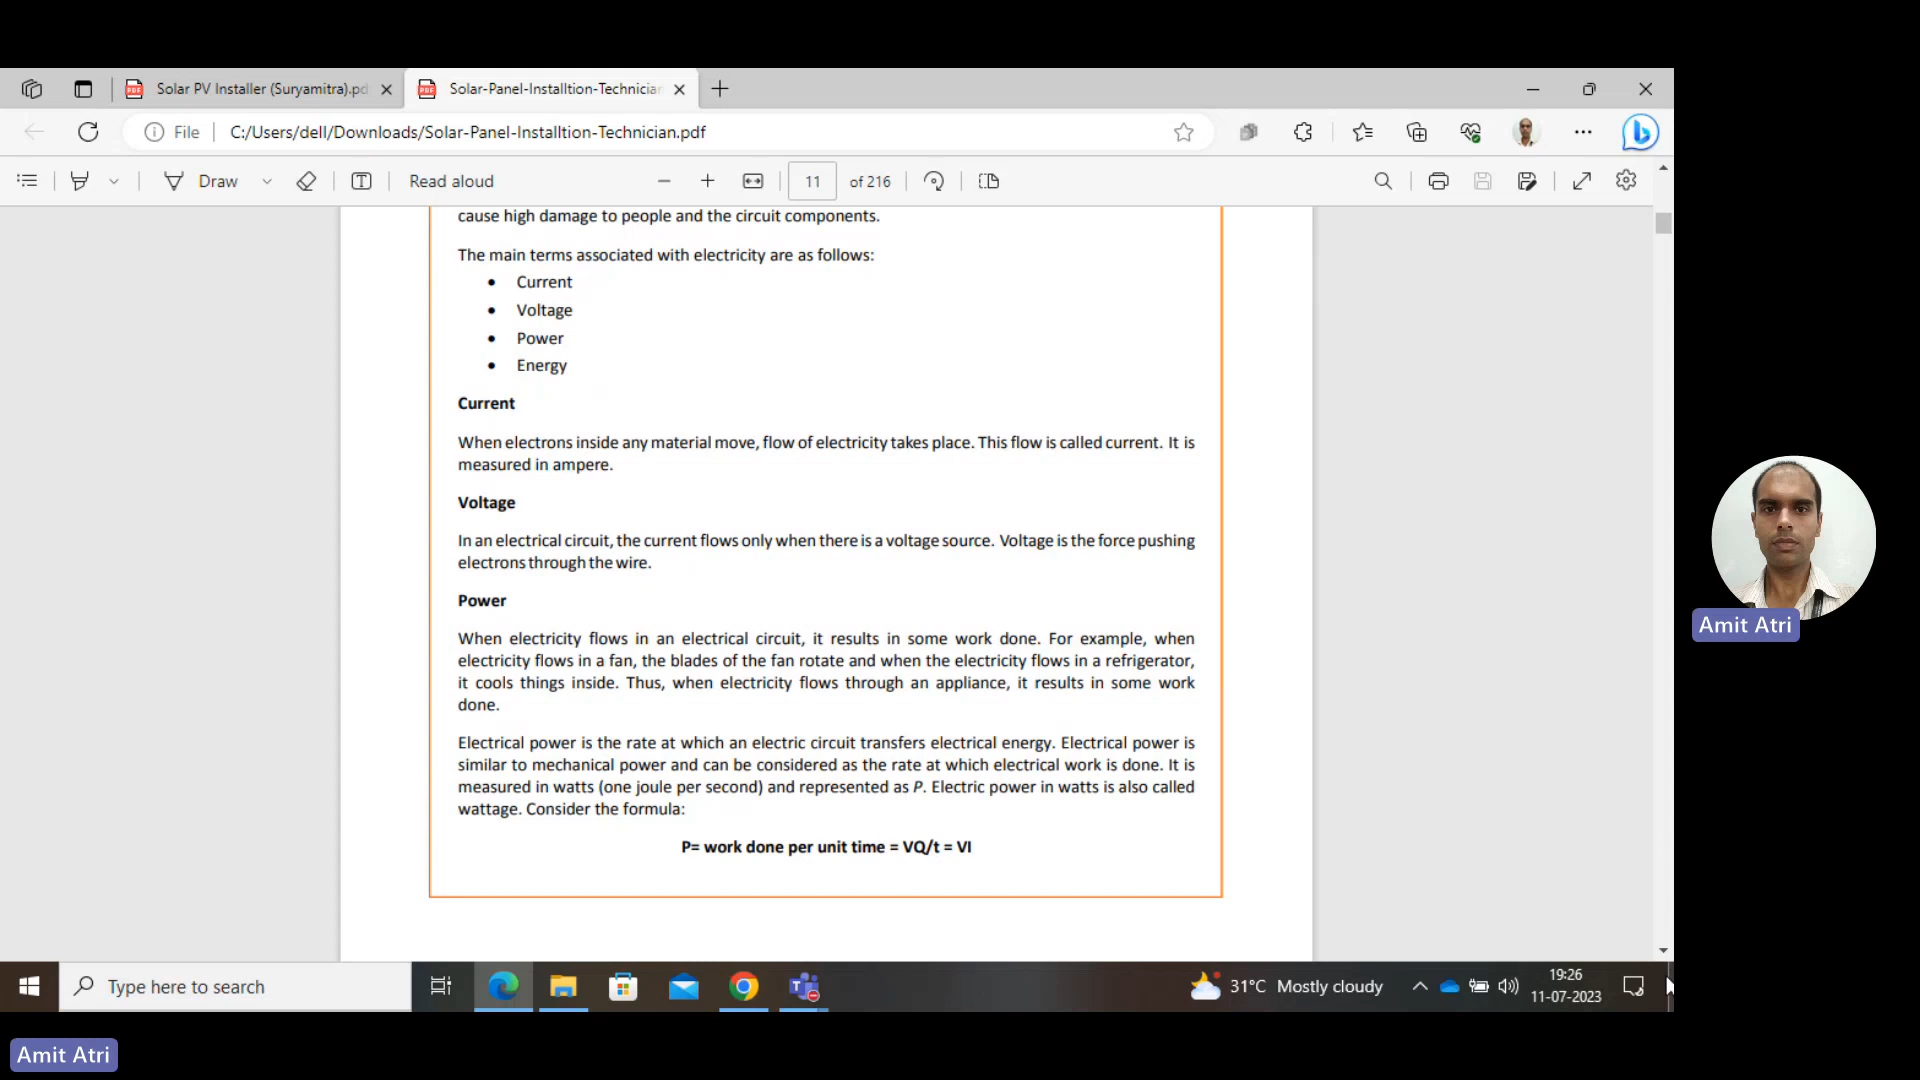 Solar PV Installer (Suryamitra).pd
Solar-Panel-Installtion-Technician
File
C:/Users/dell/Downloads/Solar-Panel-Installtion-Technician.pdf
Draw
Read aloud
11
of 216
cause high damage to people and the circuit components.
The main terms associated with electricity are as follows:
• Current
• Voltage
• Power
• Energy
Current
When electrons inside any material move, flow of electricity takes place. This flow is called current. It is
measured in ampere.
Voltage
In an electrical circuit, the current flows only when there is a voltage source. Voltage is the force pushing
electrons through the wire.
Power
When electricity flows in an electrical circuit, it results in some work done. For example, when
electricity flows in a fan, the blades of the fan rotate and when the electricity flows in a refrigerator,
it cools things inside. Thus, when electricity flows through an appliance, it results in some work
done.
Electrical power is the rate at which an electric circuit transfers electrical energy. Electrical power is
similar to mechanical power and can be considered as the rate at which electrical work is done. It is
measured in watts (one joule per second) and represented as P. Electric power in watts is also called
wattage. Consider the formula:
P= work done per unit time = VQ/t = VI
Amit Atri
Type here to search
31°C Mostly cloudy
19:26
11-07-2023
Amit Atri